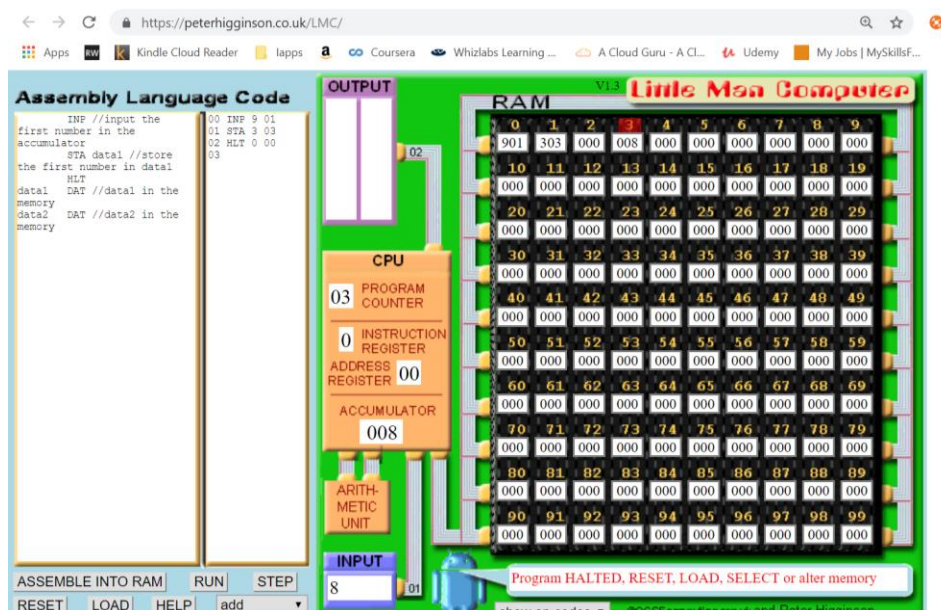 https://peterhigginson.co.uk/LMC/
Apps RW Kindle Cloud Reader lapps a Coursera Whizlabs Learning ... A Cloud Guru - A Cl... Udemy My Jobs | MySkillsF...
Assembly Language Code
INP //input the
first number in the
accumulator
STA data1 //store
the first number in data1
HLT
data1 DAT //data1 in the
memory
data2 DAT //data2 in the
memory
00 INP 9 01
01 STA 3 03
02 HLT 0 00
03
OUTPUT
V1.3 Little Man Computer
RAM
02
0 1 2 3 4 5 6 7 8 9
901 303 000 008 000 000 000 000 000 000
10 11 12 13 14 15 16 17 18 19
000 000 000 000 000 000 000 000 000 000
20 21 22 23 24 25 26 27 28 29
000 000 000 000 000 000 000 000 000 000
30 31 32 33 34 35 36 37 38 39
000 000 000 000 000 000 000 000 000 000
40 41 42 43 44 45 46 47 48 49
000 000 000 000 000 000 000 000 000 000
50 51 52 53 54 55 56 57 58 59
000 000 000 000 000 000 000 000 000 000
60 61 62 63 64 65 66 67 68 69
000 000 000 000 000 000 000 000 000 000
70 71 72 73 74 75 76 77 78 79
000 000 000 000 000 000 000 000 000 000
80 81 82 83 84 85 86 87 88 89
000 000 000 000 000 000 000 000 000 000
90 91 92 93 94 95 96 97 98 99
000 000 000 000 000 000 000 000 000 000
CPU
03 PROGRAM
COUNTER
0 INSTRUCTION
REGISTER
ADDRESS
REGISTER 00
ACCUMULATOR
008
ARITH-
METIC
UNIT
INPUT
8
01
Program HALTED, RESET, LOAD, SELECT or alter memory
ASSEMBLE INTO RAM RUN STEP
RESET LOAD HELP add
and Peter Higginson